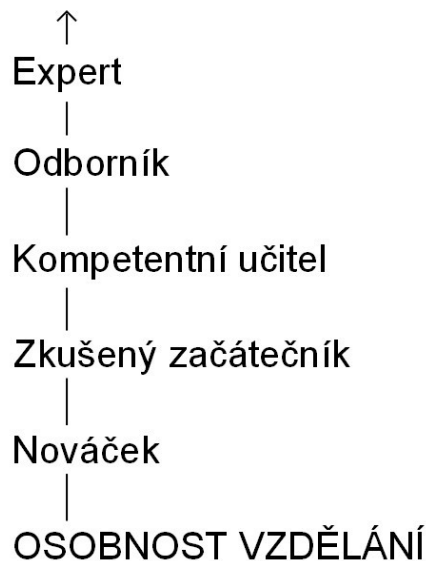 Expert
Odborník
Kompetentní učitel
Zkušený začátečník
Nováček
OSOBNOST VZDĚLÁNÍ